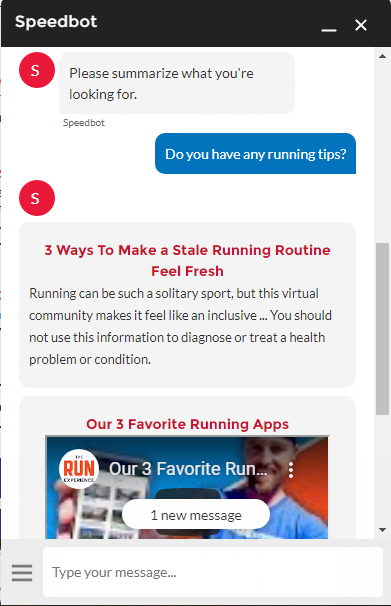 Speedbot
S
Please summarize what you're
looking for.
Speedbot
Do you have any running tips?
S
3 Ways To Make a Stale Running Routine
Feel Fresh
Running can be such a solitary sport, but this virtual
community makes it feel like an inclusive ... You should
not use this information to diagnose or treat a health
problem or condition.
Our 3 Favorite Running Apps
THE
RUN
EXPERIENCE
Our 3 Favorite Run...
1 new message
Type your message...